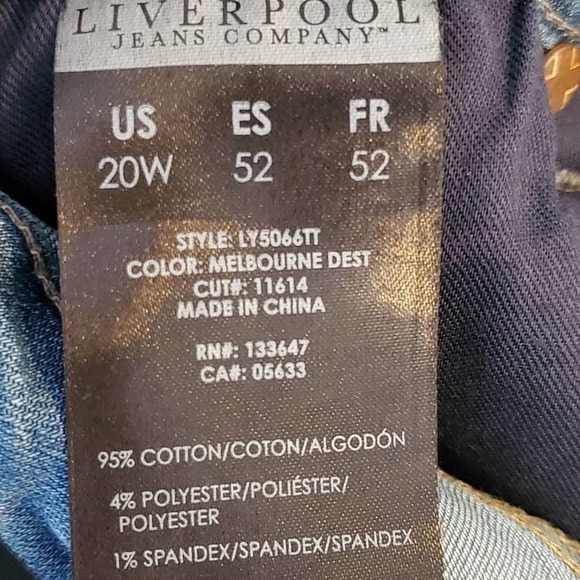 LIVERPOOL
JEANS COMPANY™
US ES FR
20W 52 52
STYLE: LY5066TT
COLOR: MELBOURNE DEST
CUT#: 11614
MADE IN CHINA
RN#: 133647
CA#: 05633
95% COTTON/COTON/ALGODÓN
4% POLYESTER/POLIÉSTER/
POLYESTER
1% SPANDEX/SPANDEX/SPANDEX